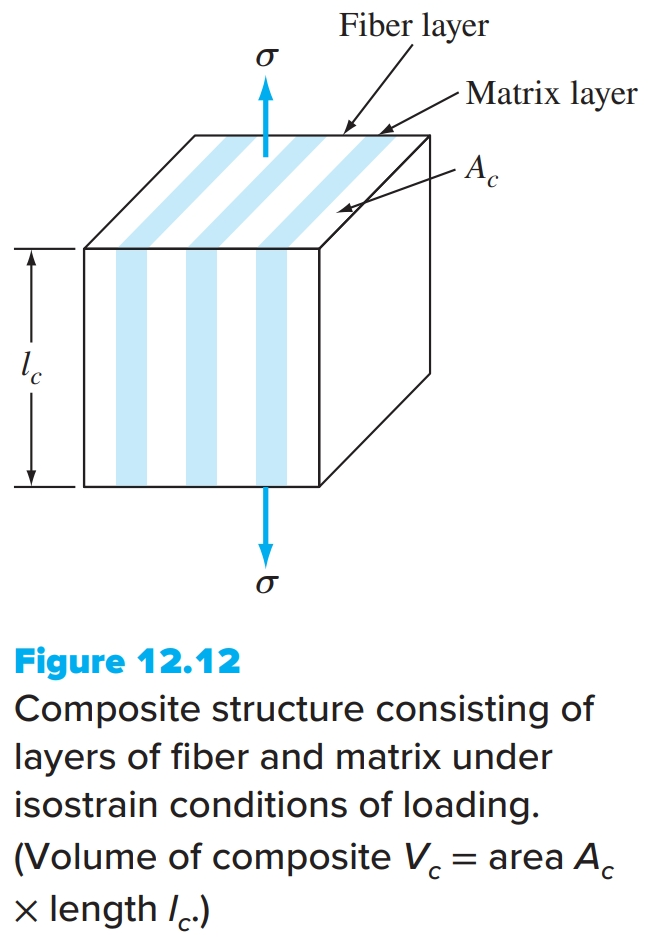 Fiber layer
σ
Matrix layer
A_c
l_c
σ
Figure 12.12
Composite structure consisting of
layers of fiber and matrix under
isostrain conditions of loading.
(Volume of composite V_c = area A_c
× length l_c.)